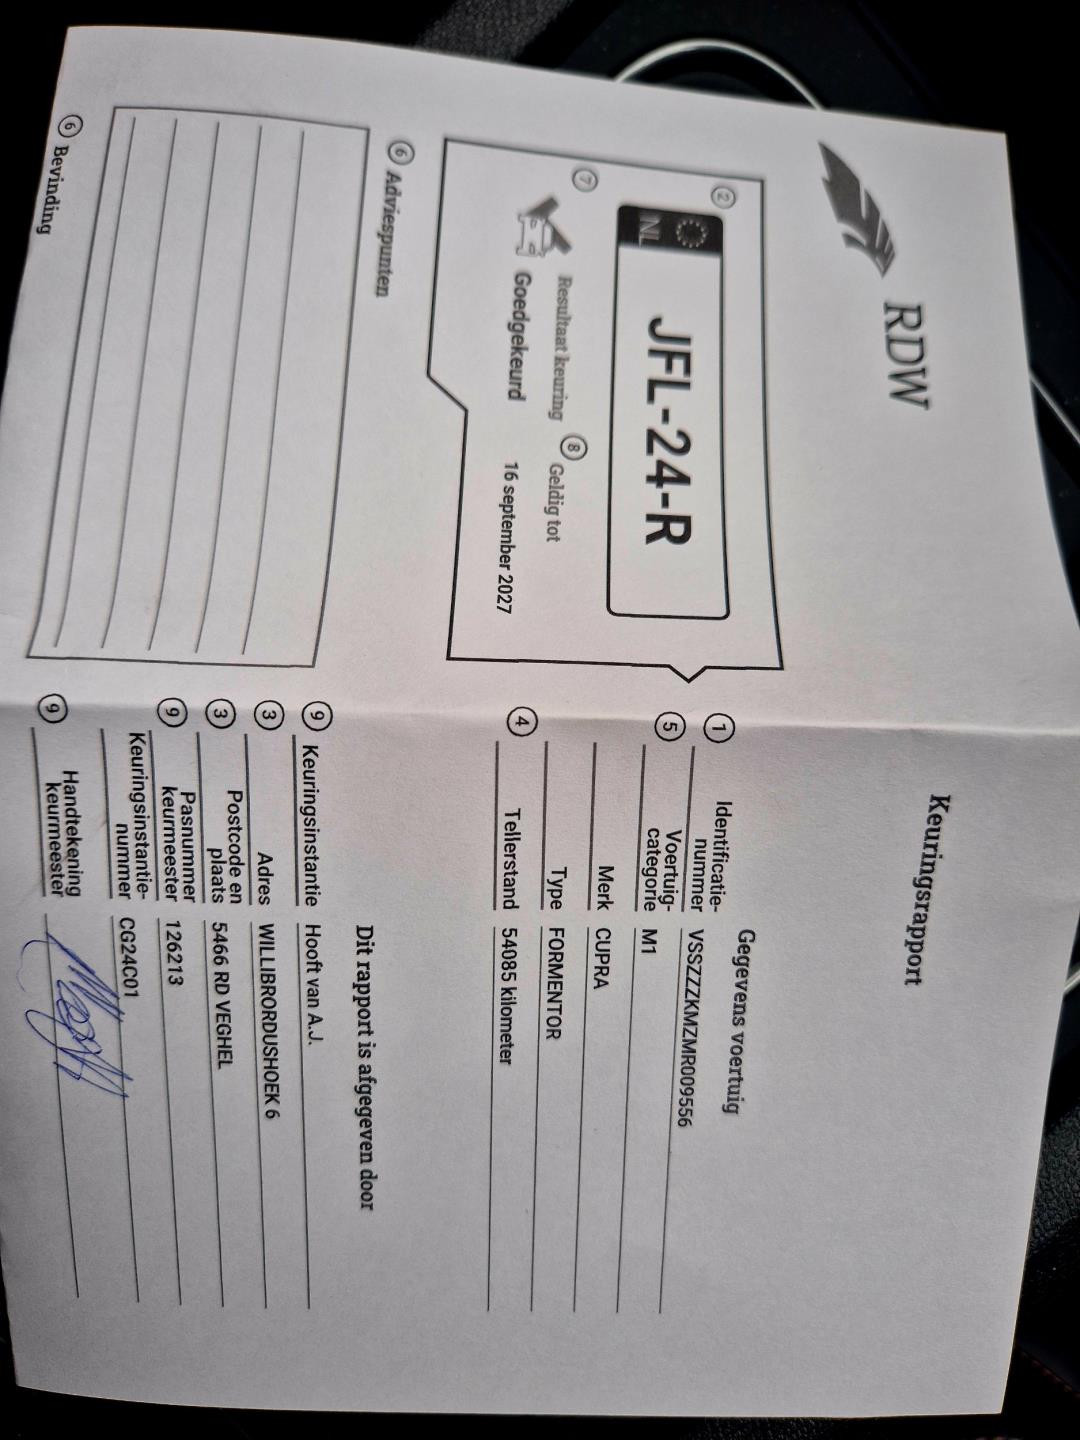 RDW
Keuringsrapport
2
NL
JFL-24-R
7 Resultaat keuring
Goedgekeurd
8 Geldig tot
16 september 2027
6 Adviespunten
6 Bevinding
Gegevens voertuig
1 Identificatie-
nummer VSSZZZKMZMR009556
5 Voertuig-
categorie M1
Merk CUPRA
Type FORMENTOR
4 Tellerstand 54085 kilometer
Dit rapport is afgegeven door
9 Keuringsinstantie Hooft van A.J.
3 Adres WILLIBRORDUSHOEK 6
3 Postcode en
plaats 5466 RD VEGHEL
9 Pasnummer
keurmeester 126213
Keuringsinstantie-
nummer CG24C01
9 Handtekening
keurmeester